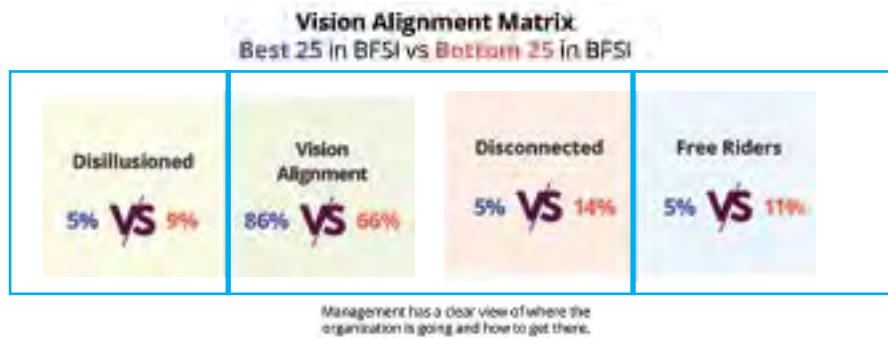 Vision Alignment Matrix
Best 25 in BFSI vs Bottom 25 in BFSI
Disillusioned
5% VS 9%
Vision
Alignment
86% VS 66%
Disconnected
5% VS 14%
Free Riders
5% VS 11%
Management has a clear view of where the
organization is going and how to get there.